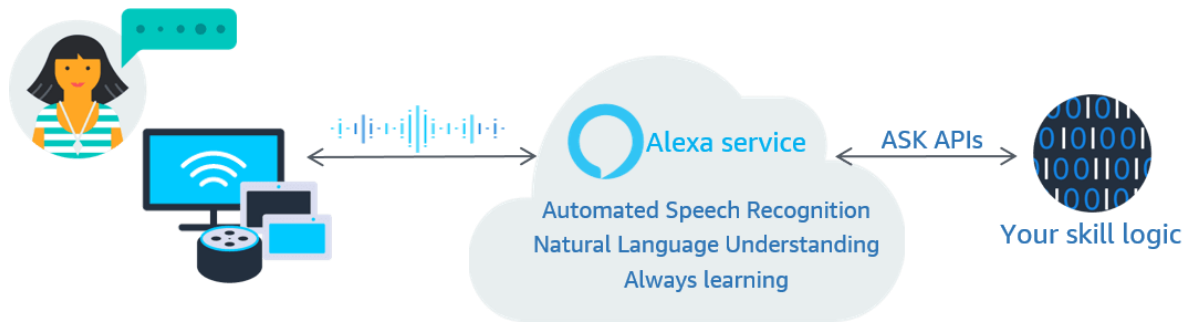 Alexa service
ASK APIs
Automated Speech Recognition
Natural Language Understanding
Always learning
Your skill logic